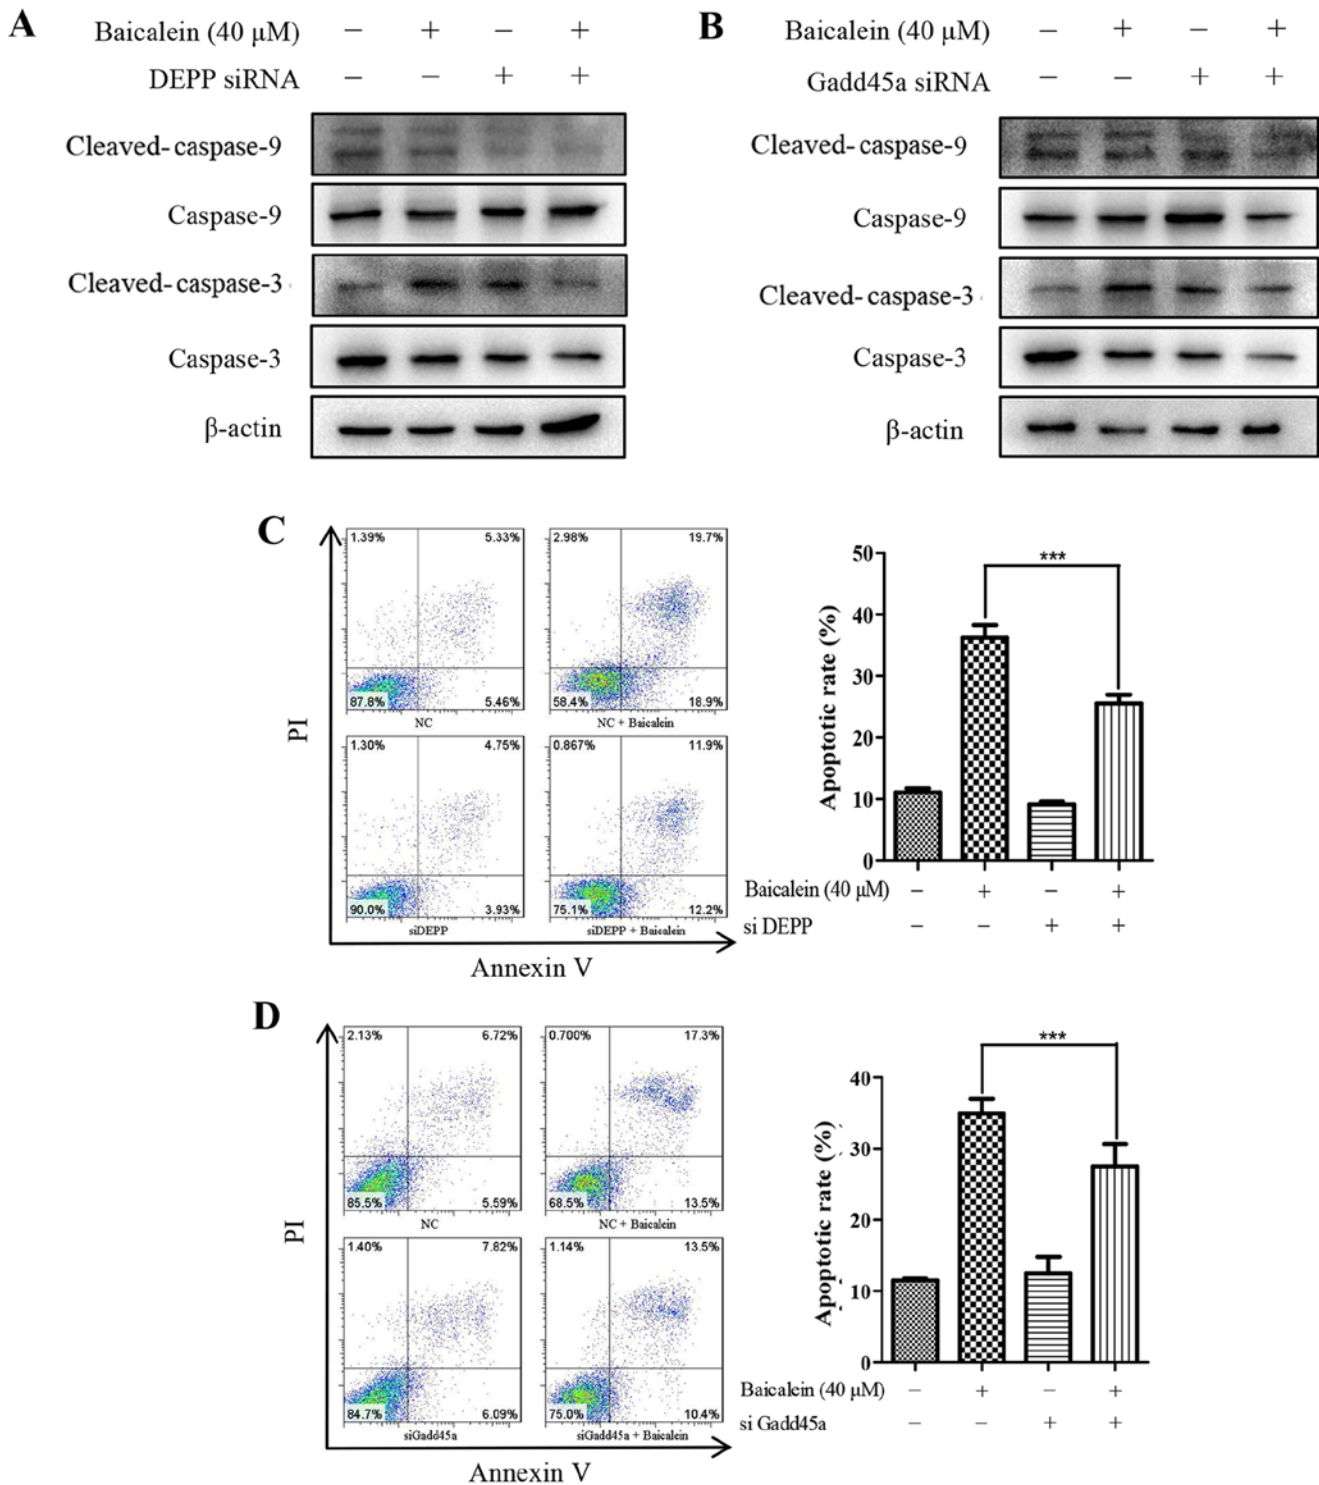 A
Baicalein (40 μM) − + − +
DEPP siRNA − − + +
Cleaved-caspase-9
Caspase-9
Cleaved-caspase-3
Caspase-3
β-actin
B
Baicalein (40 μM) − + − +
Gadd45a siRNA − − + +
Cleaved-caspase-9
Caspase-9
Cleaved-caspase-3
Caspase-3
β-actin
C
PI
1.39% 5.33%
87.8% 5.46%
NC
2.98% 19.7%
58.4% 18.9%
NC + Baicalein
1.30% 4.75%
90.0% 3.93%
siDEPP
0.867% 11.9%
75.1% 12.2%
siDEPP + Baicalein
Annexin V
Apoptotic rate (%)
50
40
30
20
10
0
***
Baicalein (40 μM) − + − +
si DEPP − − + +
D
PI
2.13% 6.72%
85.5% 5.59%
NC
0.700% 17.3%
68.5% 13.5%
NC + Baicalein
1.40% 7.82%
84.7% 6.09%
siGadd45a
1.14% 13.5%
75.0% 10.4%
siGadd45a + Baicalein
Annexin V
Apoptotic rate (%)
40
30
20
10
0
***
Baicalein (40 μM) − + − +
si Gadd45a − − + +